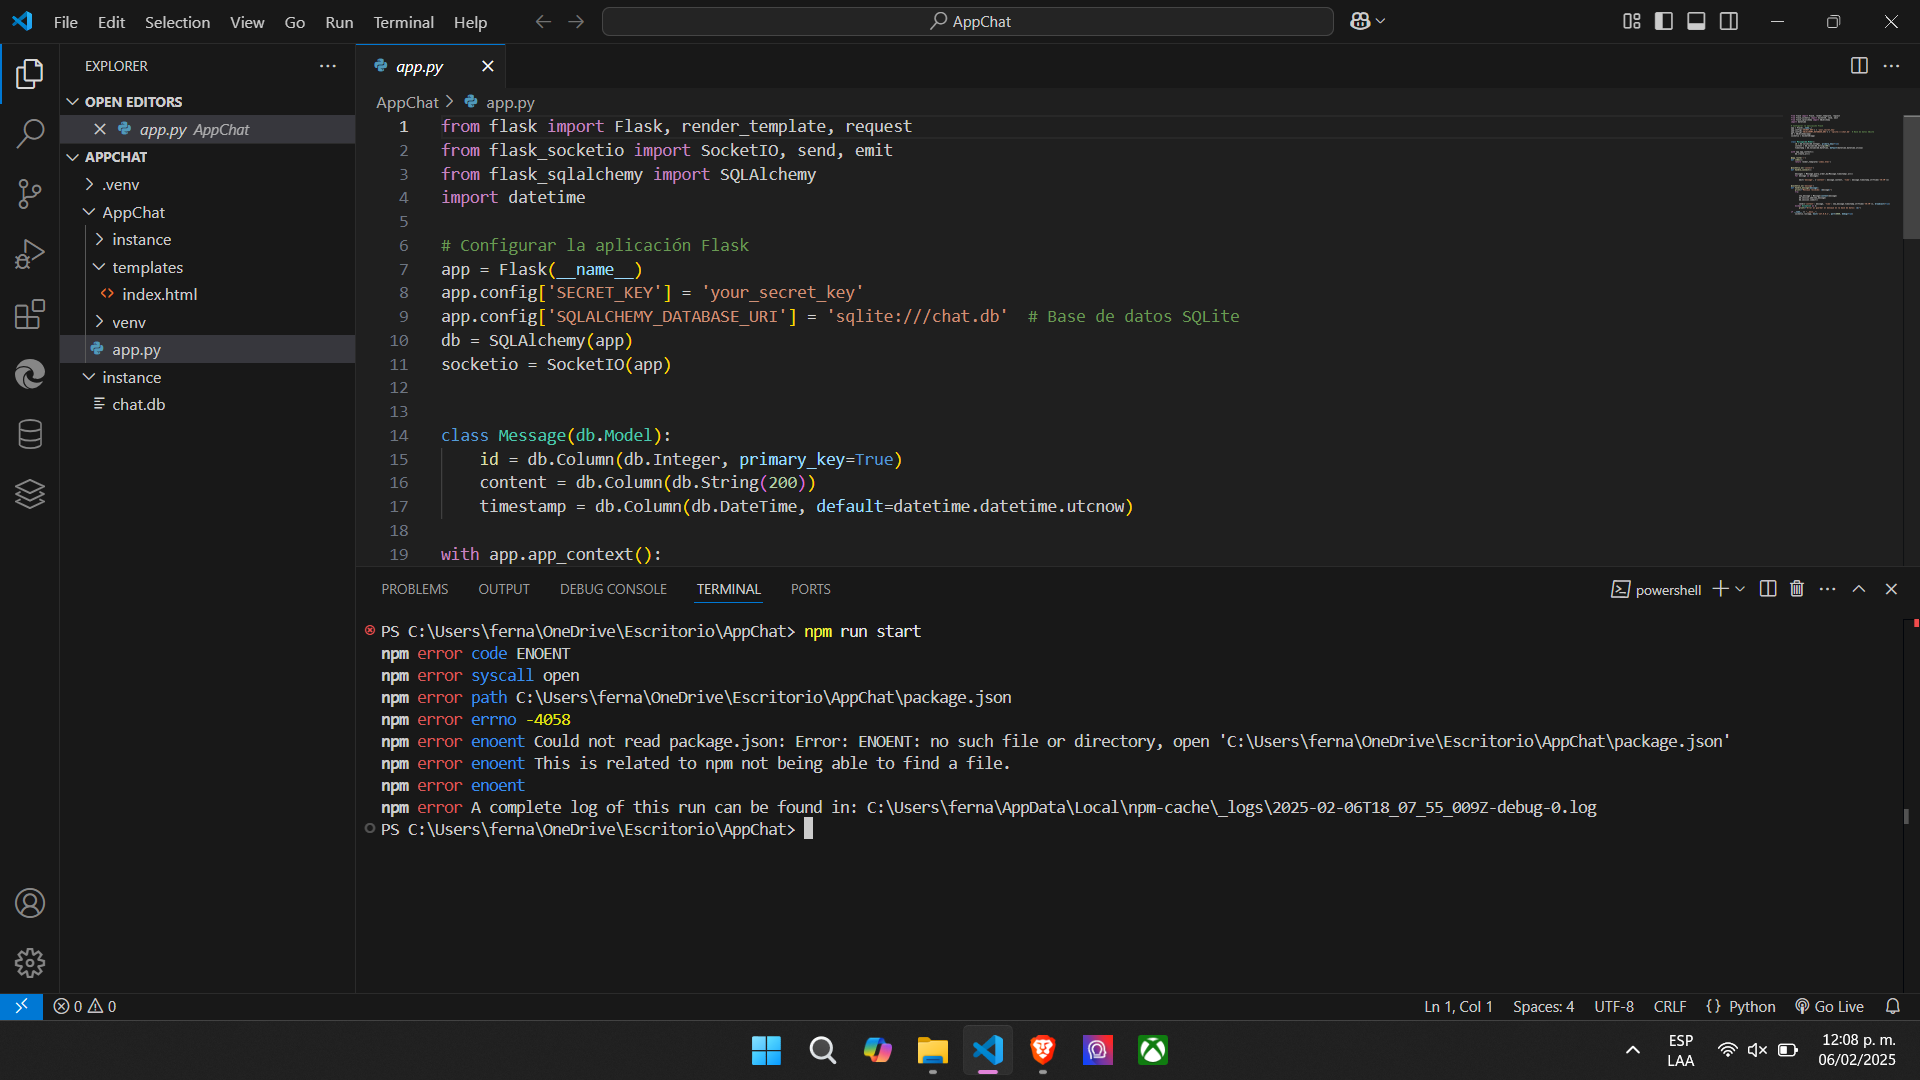 File Edit Selection View Go Run Terminal Help
AppChat
EXPLORER
OPEN EDITORS
app.py AppChat
APPCHAT
.venv
AppChat
instance
templates
index.html
venv
app.py
instance
chat.db
app.py
AppChat > app.py
1 from flask import Flask, render_template, request
2 from flask_socketio import SocketIO, send, emit
3 from flask_sqlalchemy import SQLAlchemy
4 import datetime
5
6 # Configurar la aplicación Flask
7 app = Flask(__name__)
8 app.config['SECRET_KEY'] = 'your_secret_key'
9 app.config['SQLALCHEMY_DATABASE_URI'] = 'sqlite:///chat.db'  # Base de datos SQLite
10 db = SQLAlchemy(app)
11 socketio = SocketIO(app)
12
13
14 class Message(db.Model):
15     id = db.Column(db.Integer, primary_key=True)
16     content = db.Column(db.String(200))
17     timestamp = db.Column(db.DateTime, default=datetime.datetime.utcnow)
18
19 with app.app_context():
PROBLEMS OUTPUT DEBUG CONSOLE TERMINAL PORTS
powershell
PS C:\Users\ferna\OneDrive\Escritorio\AppChat> npm run start
npm error code ENOENT
npm error syscall open
npm error path C:\Users\ferna\OneDrive\Escritorio\AppChat\package.json
npm error errno -4058
npm error enoent Could not read package.json: Error: ENOENT: no such file or directory, open 'C:\Users\ferna\OneDrive\Escritorio\AppChat\package.json'
npm error enoent This is related to npm not being able to find a file.
npm error enoent
npm error A complete log of this run can be found in: C:\Users\ferna\AppData\Local\npm-cache\_logs\2025-02-06T18_07_55_009Z-debug-0.log
PS C:\Users\ferna\OneDrive\Escritorio\AppChat>
0 0
Ln 1, Col 1 Spaces: 4 UTF-8 CRLF {} Python Go Live
ESP
LAA
12:08 p. m.
06/02/2025